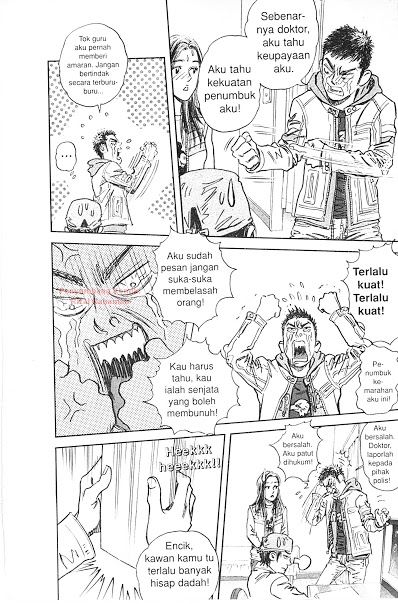 Sebenar-
nya doktor,
aku tahu
keupayaan
aku.
Aku tahu
kekuatan
penumbuk
aku!
Tok guru
aku pernah
memberi
amaran. Jangan
bertindak
secara terburu-
buru...
...
Terlalu
kuat!
Terlalu
kuat!
Pe-
numbuk
ke-
marahan
aku ini!
Aku sudah
pesan jangan
suka-suka
membelasah
orang!
Kau harus
tahu, kau
ialah senjata
yang boleh
membunuh!
Aku
bersalah.
Doktor,
laporlah
kepada
pihak
polis!
Aku
bersalah.
Aku patut
dihukum!
Heekkk
heeekkk!!
Encik,
kawan kamu tu
terlalu banyak
hisap dadah!